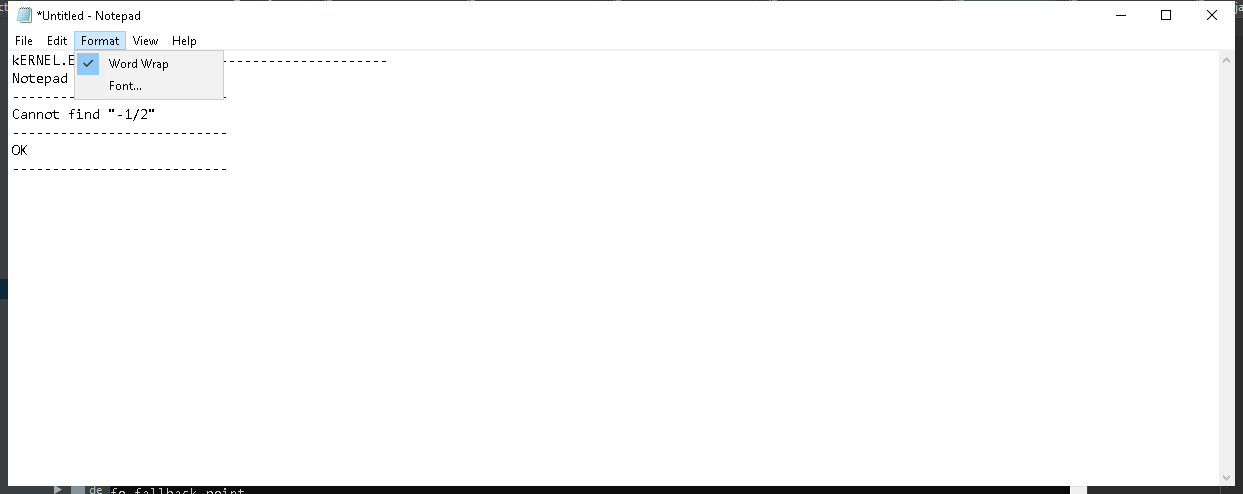 *Untitled - Notepad
File Edit Format View Help
Word Wrap
Font...
kERNEL.E ---------------------
Notepad
---------------------------
Cannot find "-1/2"
---------------------------
OK
---------------------------
de fo fallback point